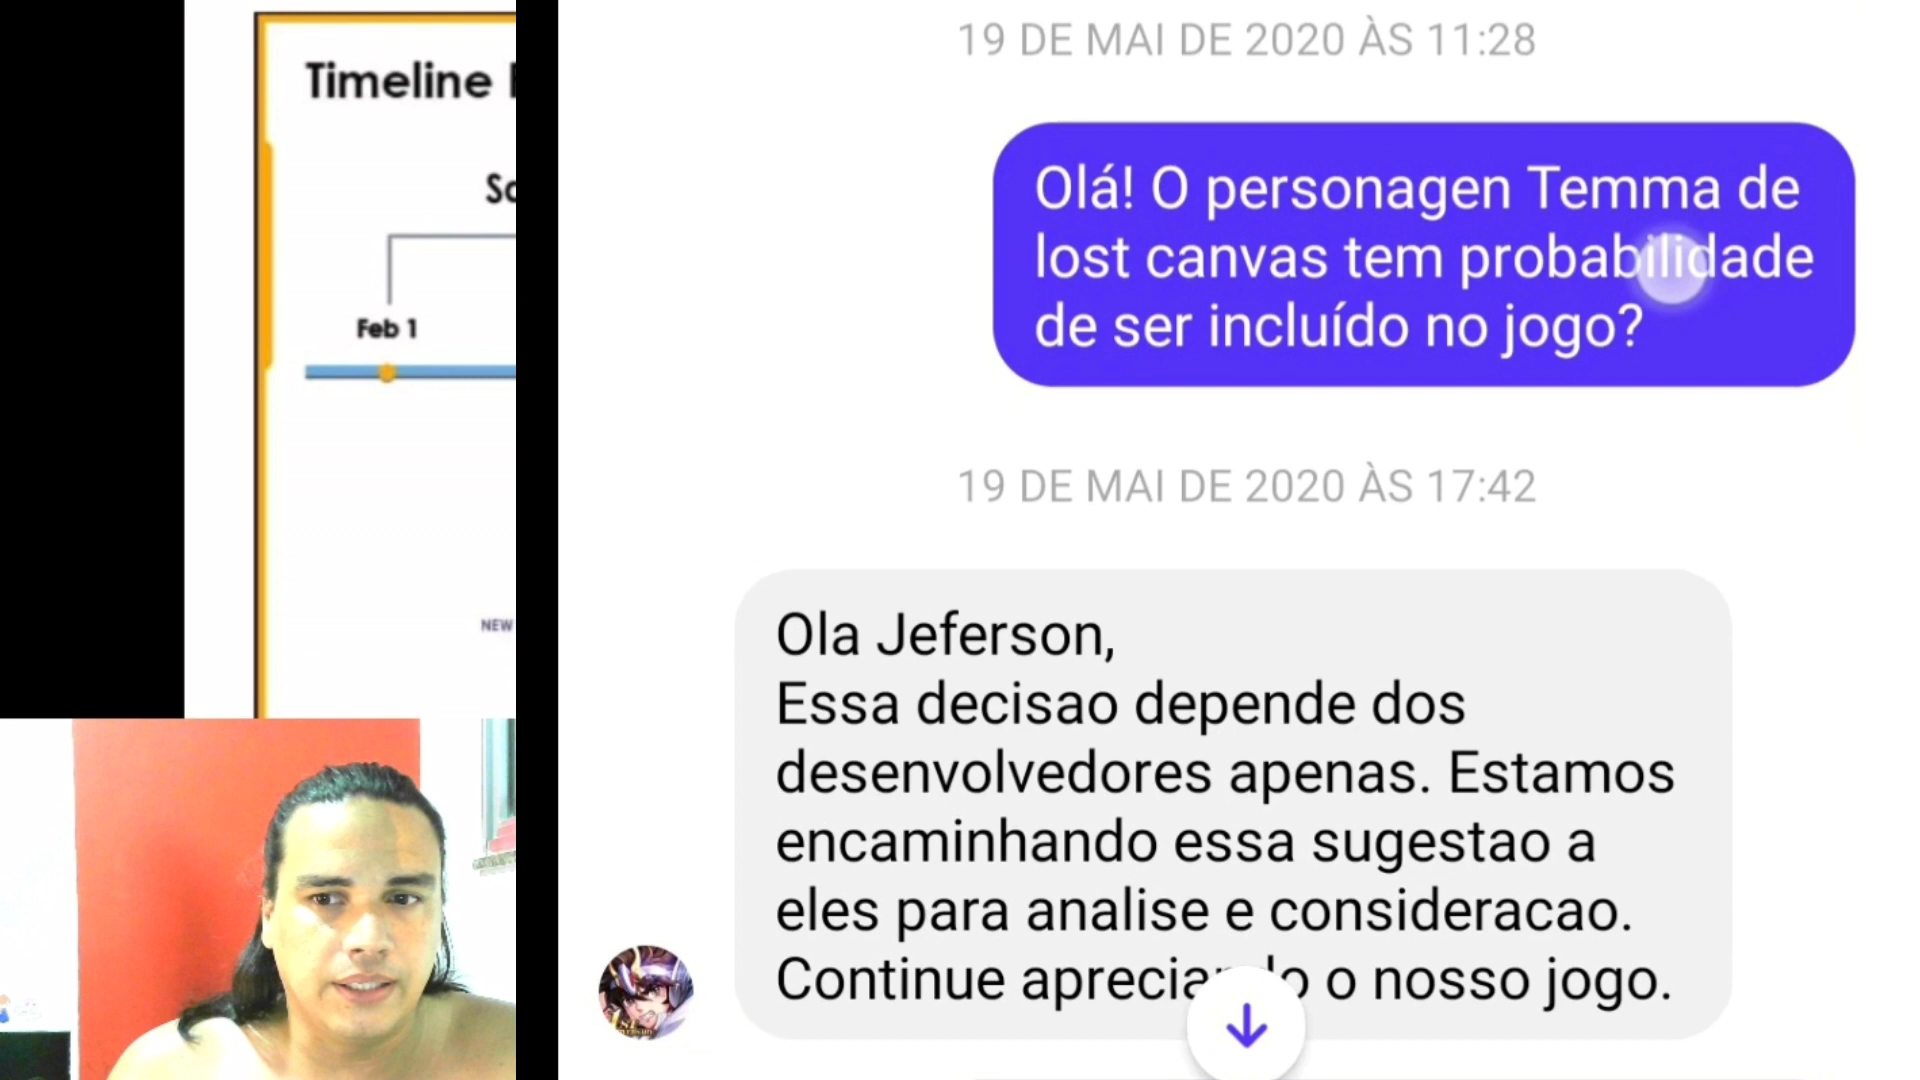 Timeline
Feb 1
NEW
19 DE MAI DE 2020 ÀS 11:28
Olá! O personagen Temma de
lost canvas tem probabilidade
de ser incluído no jogo?
19 DE MAI DE 2020 ÀS 17:42
Ola Jeferson,
Essa decisao depende dos
desenvolvedores apenas. Estamos
encaminhando essa sugestao a
eles para analise e consideracao.
Continue apreciando o nosso jogo.